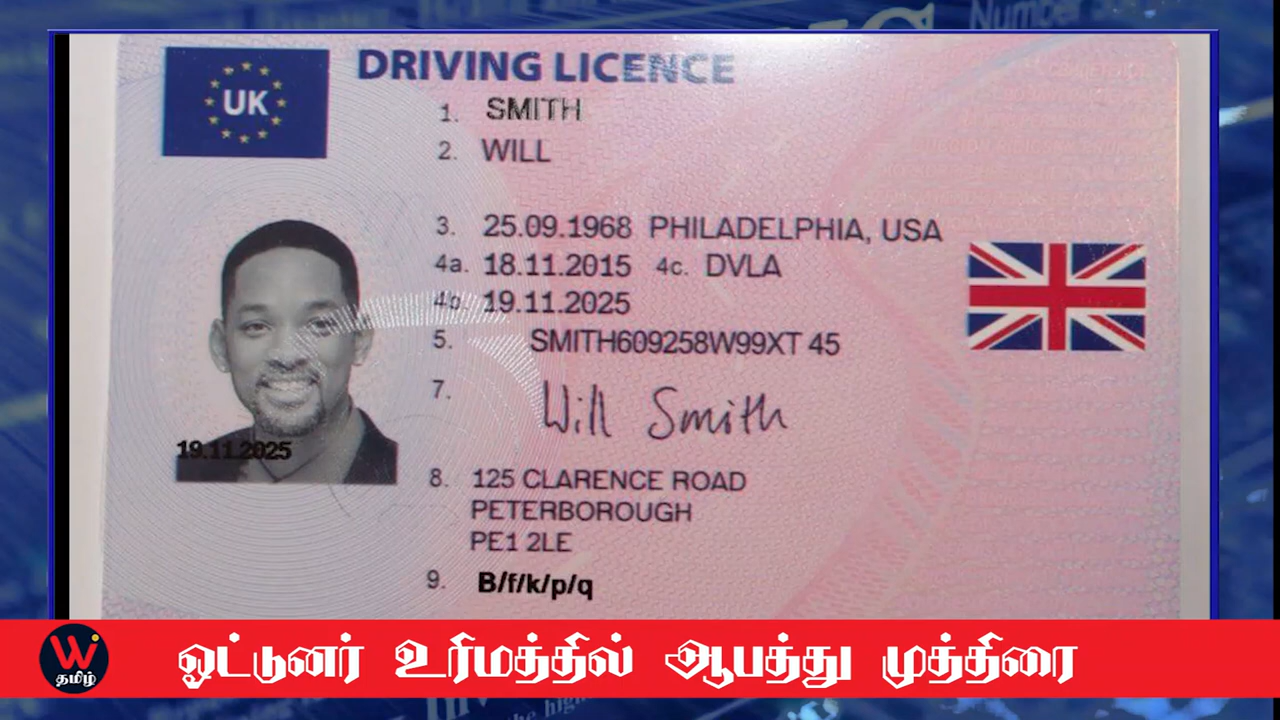 DRIVING LICENCE
UK
1. SMITH
2. WILL
3. 25.09.1968 PHILADELPHIA, USA
4a. 18.11.2015 4c. DVLA
4b. 19.11.2025
5. SMITH609258W99XT 45
7. Will Smith
19.11.2025
8. 125 CLARENCE ROAD
PETERBOROUGH
PE1 2LE
9. B/f/k/p/q
W
தமிழ்
ஓட்டுனர் உரிமத்தில் ஆபத்து முத்திரை